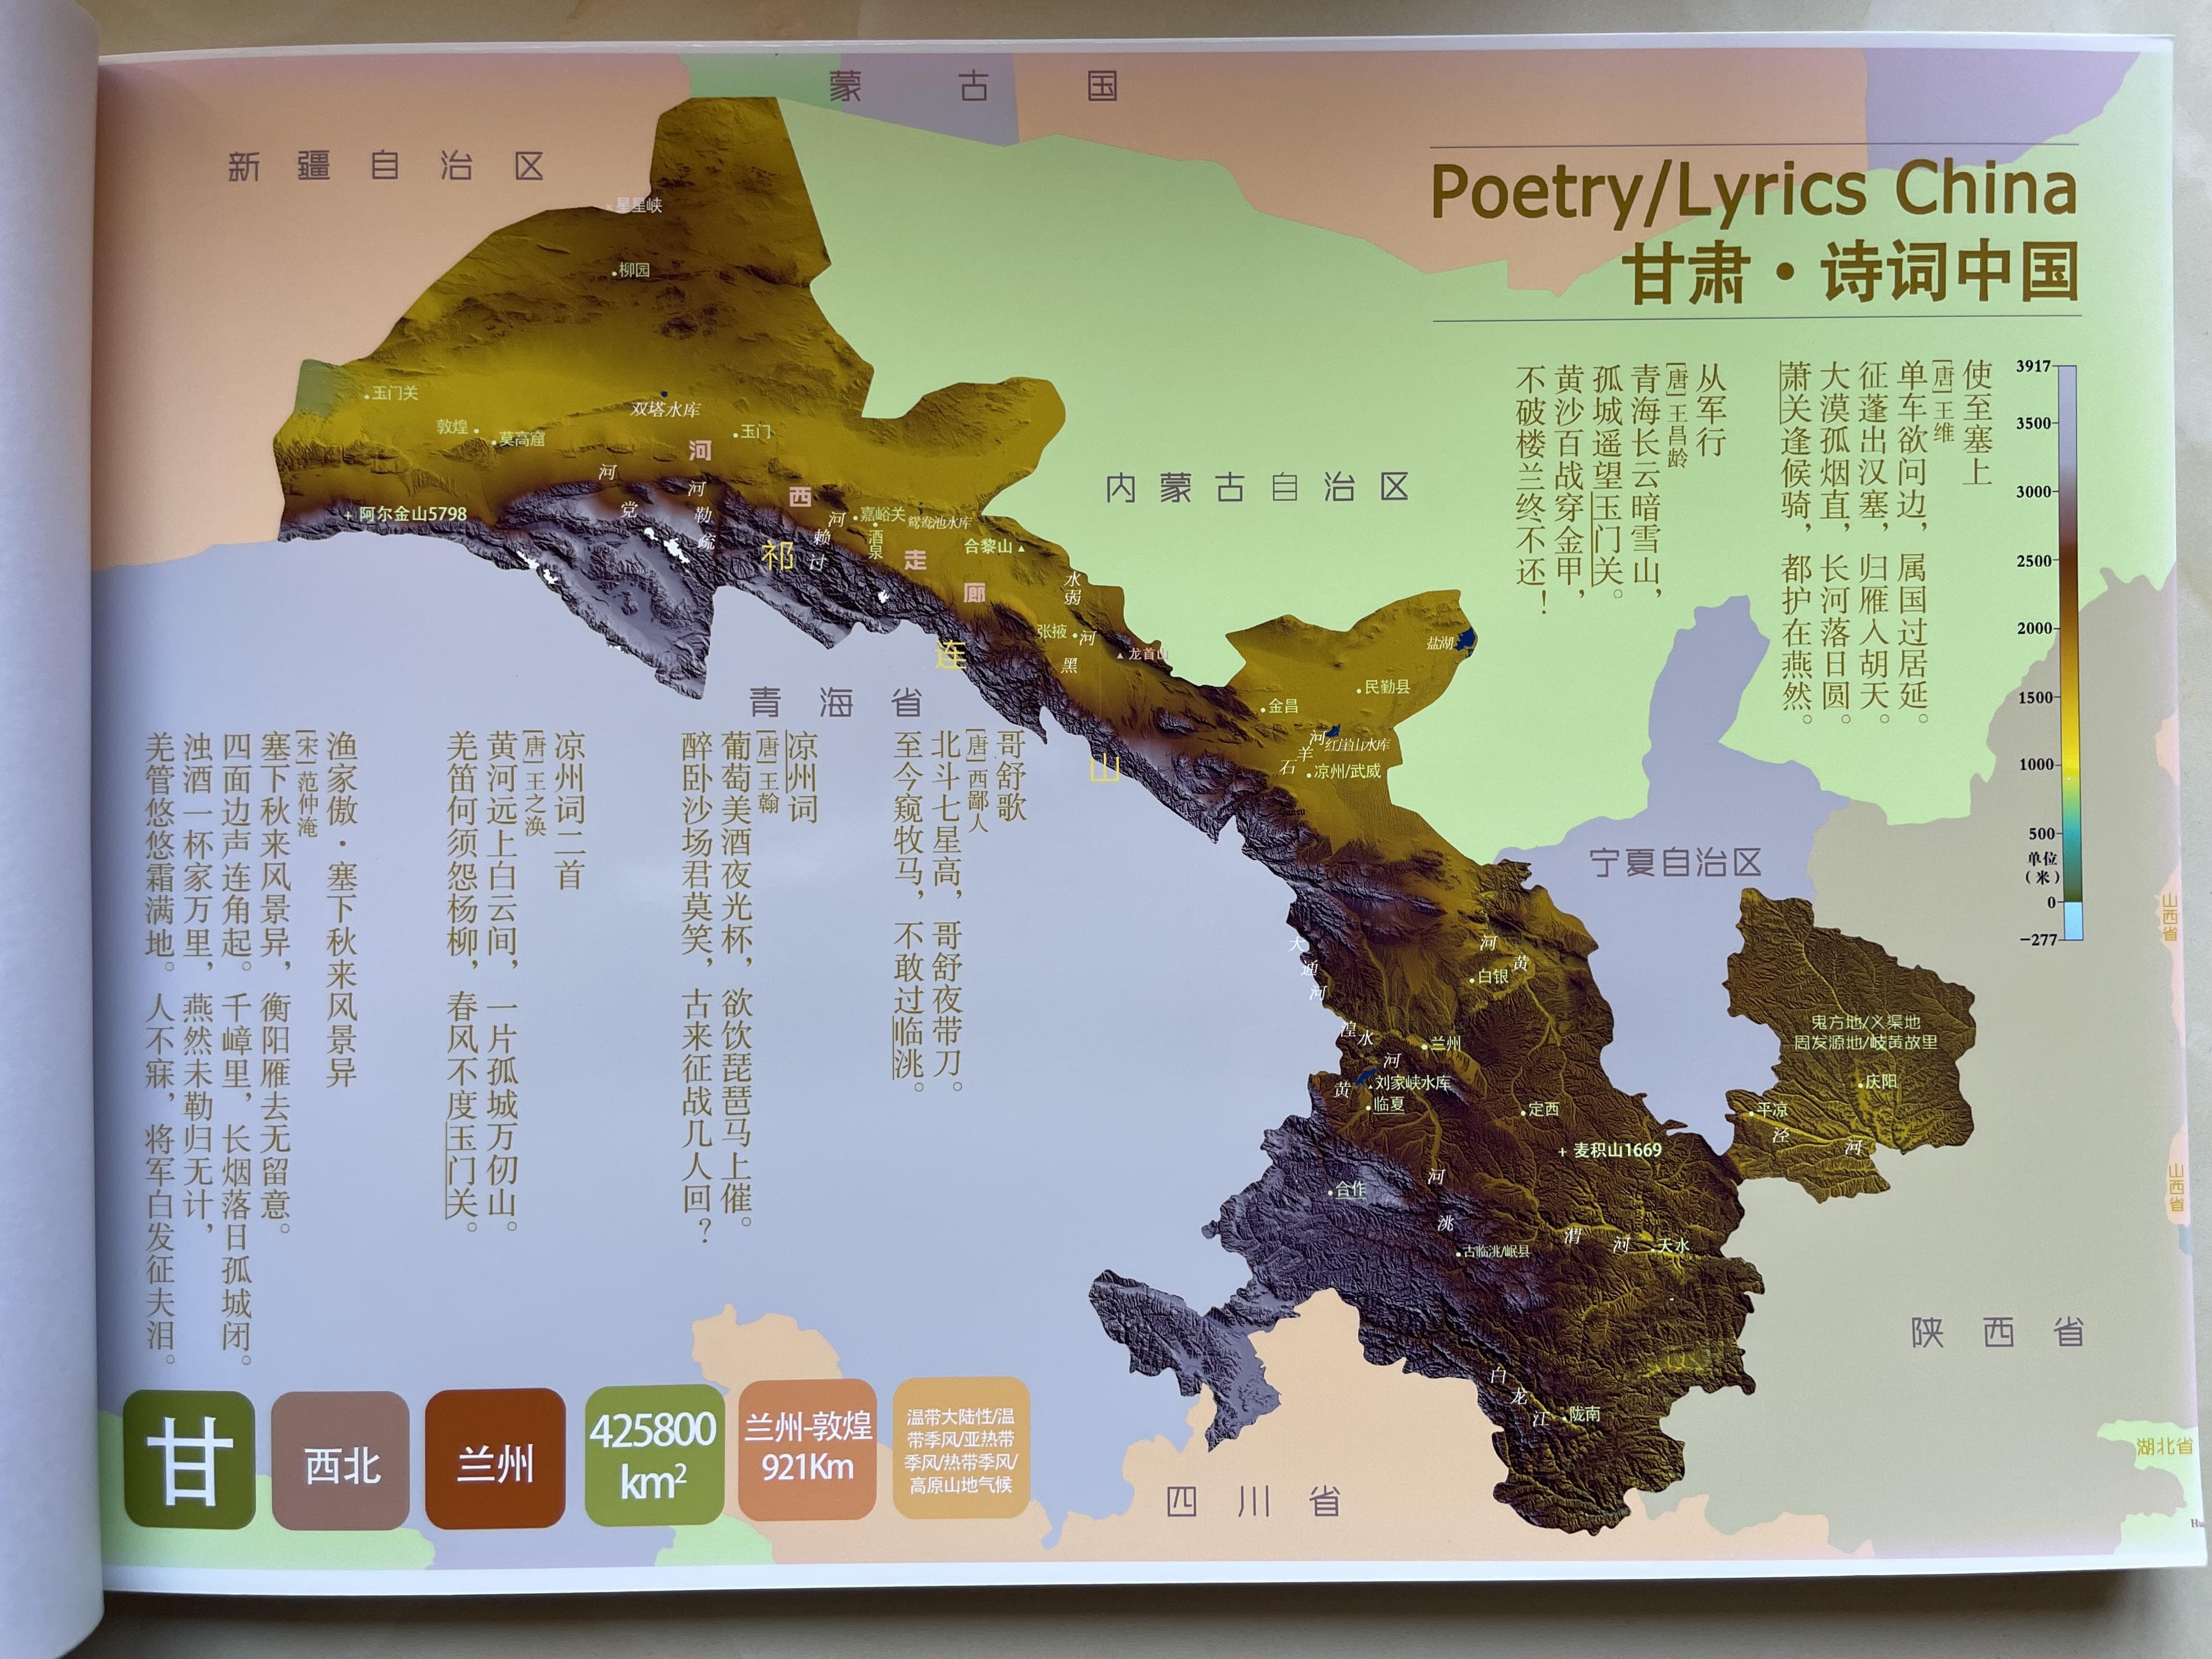 蒙古国
新疆自治区
Poetry/Lyrics China
甘肃·诗词中国
使至塞上
[唐]王维
单车欲问边，属国过居延。
征蓬出汉塞，归雁入胡天。
大漠孤烟直，长河落日圆。
萧关逢候骑，都护在燕然。
从军行
[唐]王昌龄
青海长云暗雪山，
孤城遥望玉门关。
黄沙百战穿金甲，
不破楼兰终不还！
3917
3500
3000
2500
2000
1500
1000
500
单位
（米）
0
-277
星星峡
柳园
玉门关
敦煌
莫高窟
双塔水库
玉门
河西走廊
党河
疏勒河
阿尔金山5798
嘉峪关
鸳鸯池水库
酒泉
过赖河
合黎山
祁连山
弱水
张掖
黑河
龙首山
内蒙古自治区
盐湖
民勤县
金昌
红崖山水库
石羊河
凉州/武威
青海省
宁夏自治区
哥舒歌
[唐]西鄙人
北斗七星高，哥舒夜带刀。
至今窥牧马，不敢过临洮。
凉州词
[唐]王翰
葡萄美酒夜光杯，欲饮琵琶马上催。
醉卧沙场君莫笑，古来征战几人回？
凉州词二首
[唐]王之涣
黄河远上白云间，一片孤城万仞山。
羌笛何须怨杨柳，春风不度玉门关。
渔家傲·塞下秋来风景异
[宋]范仲淹
塞下秋来风景异，衡阳雁去无留意。
四面边声连角起。千嶂里，长烟落日孤城闭。
浊酒一杯家万里，燕然未勒归无计，
羌管悠悠霜满地。人不寐，将军白发征夫泪。
大通河
黄河
白银
湟水
兰州
黄河
刘家峡水库
临夏
定西
麦积山1669
合作
洮河
古临洮/岷县
渭河
天水
鬼方地/义渠地
周发源地/岐黄故里
庆阳
平凉
泾河
白龙江
陇南
山西省
山西省
陕西省
湖北省
四川省
甘
西北
兰州
425800
km²
兰州-敦煌
921Km
温带大陆性/温
带季风/亚热带
季风/热带季风/
高原山地气候